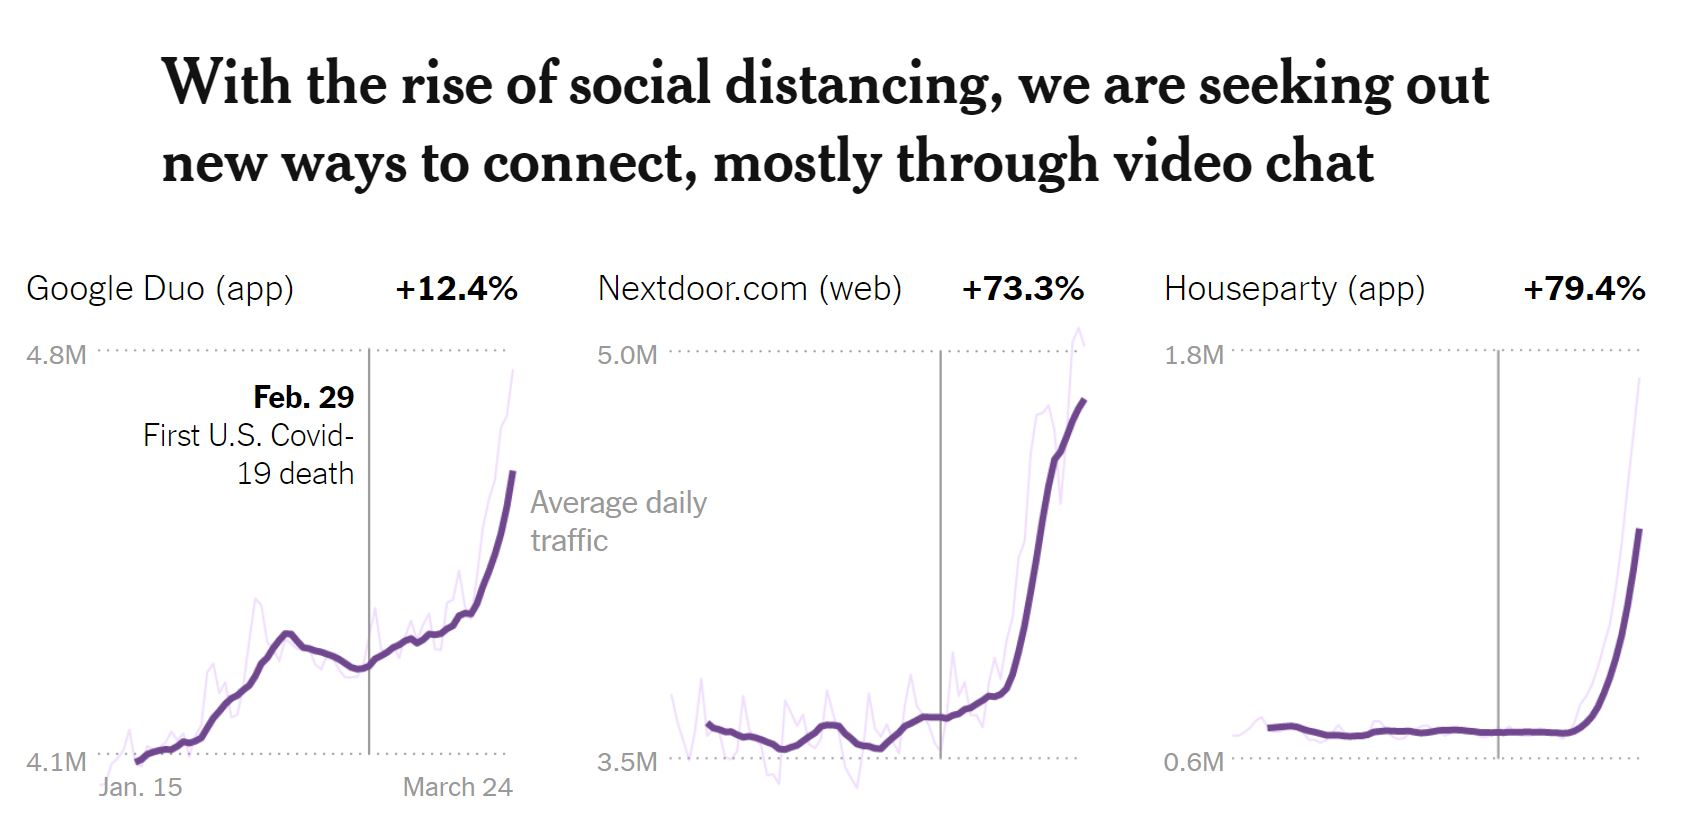 With the rise of social distancing, we are seeking out
new ways to connect, mostly through video chat
Google Duo (app) +12.4%
4.8M
Feb. 29
First U.S. Covid-
19 death
Average daily
traffic
4.1M
Jan. 15 March 24
Nextdoor.com (web) +73.3%
5.0M
3.5M
Houseparty (app) +79.4%
1.8M
0.6M